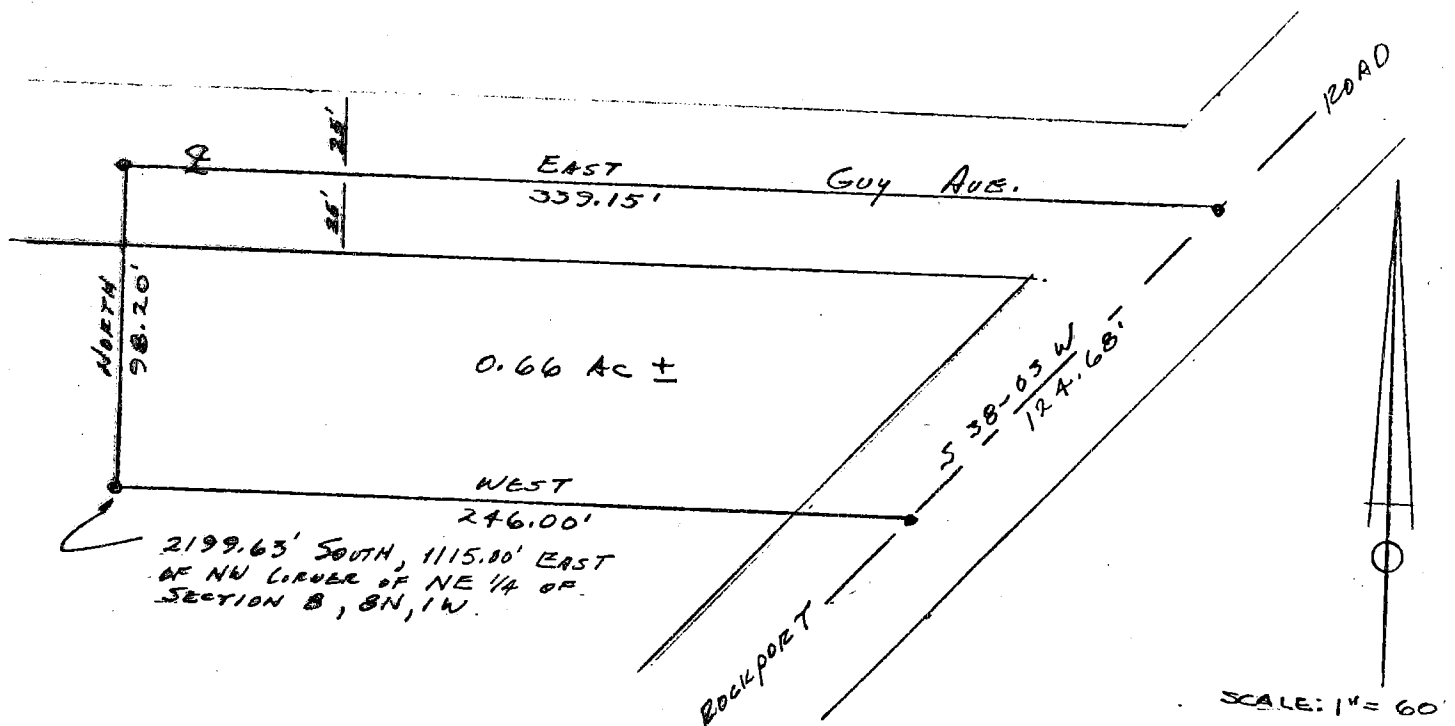 ROAD
25'
℄
EAST
339.15'
GUY AVE.
25'
NORTH
98.20'
0.66 AC ±
S 38-03 W
124.68'
WEST
246.00'
2199.63' SOUTH, 1115.00' EAST
OF NW CORNER OF NE 1/4 OF
SECTION 8, 8N, 1W.
ROCKPORT
SCALE: 1"= 60'